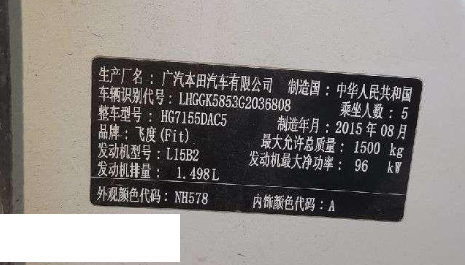 生产厂名：广汽本田汽车有限公司 制造国：中华人民共和国
车辆识别代号：LHGGK5853G2036808 乘坐人数：5
整车型号：HG7155DAC5 制造年月：2015年08月
品牌：飞度(Fit) 最大允许总质量：1500 kg
发动机型号：L15B2 发动机最大净功率：96 kW
发动机排量：1.498L
外观颜色代码：NH578 内饰颜色代码：A